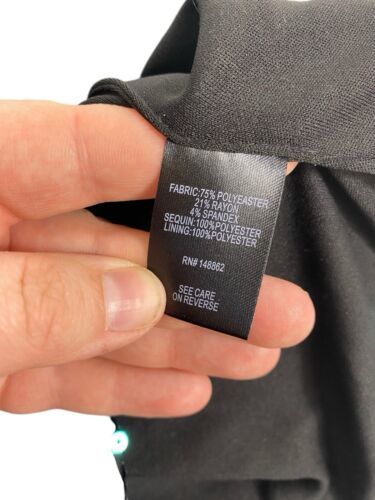 FABRIC:75% POLYEASTER
21% RAYON
4% SPANDEX
SEQUIN:100%POLYESTER
LINING:100%POLYESTER
RN# 148862
SEE CARE
ON REVERSE